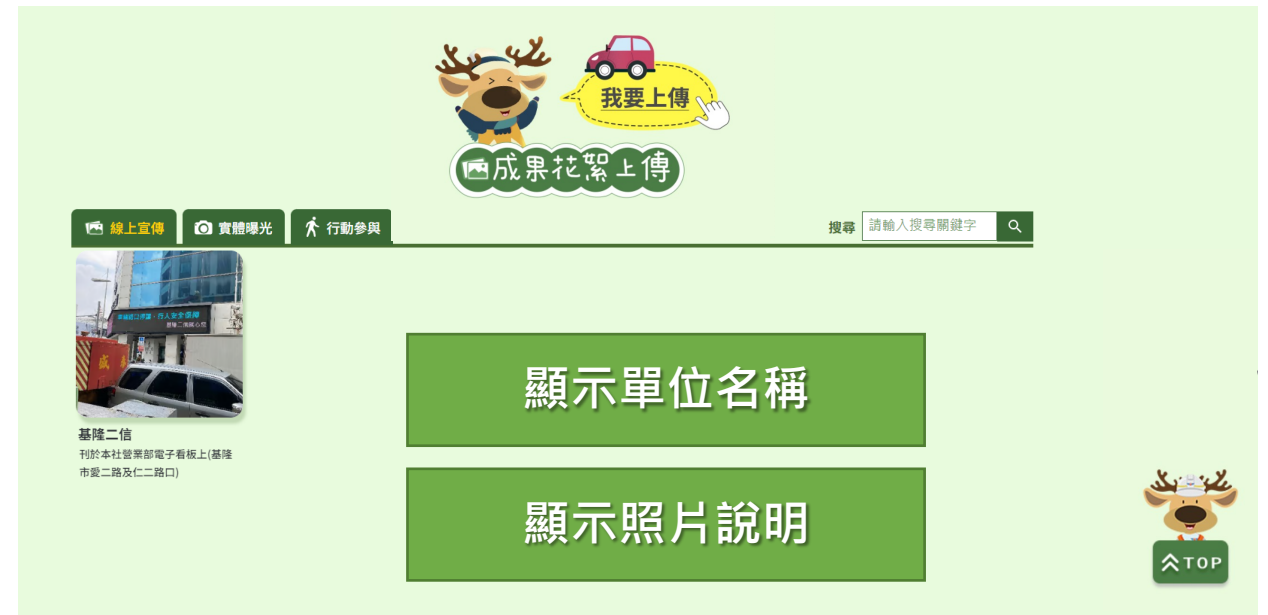 我要上傳
成果花絮上傳
線上宣傳 實體曝光 行動參與 搜尋 請輸入搜尋關鍵字
基隆二信
刊於本社營業部電子看板上(基隆
市愛二路及仁二路口)
顯示單位名稱
顯示照片說明
TOP